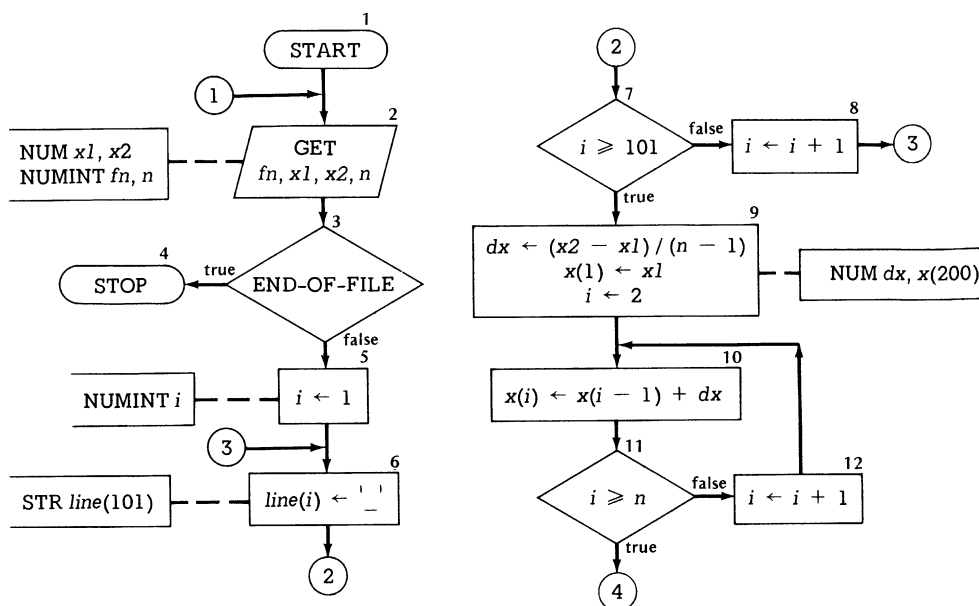 1
START
1
2
NUM x1, x2
NUMINT fn, n
GET
fn, x1, x2, n
3
4
STOP
true
END-OF-FILE
false
5
NUMINT i
i ← 1
3
6
STR line(101)
line(i) ← '_'
2
2
7
i ≥ 101
false
8
i ← i + 1
3
true
9
dx ← (x2 − x1) / (n − 1)
x(1) ← x1
i ← 2
NUM dx, x(200)
10
x(i) ← x(i − 1) + dx
11
i ≥ n
false
12
i ← i + 1
true
4